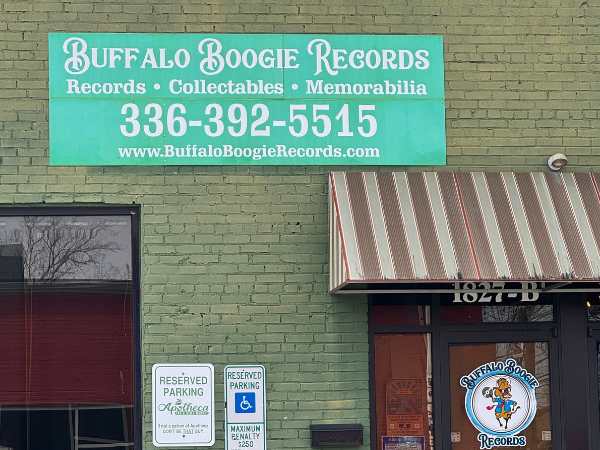 Buffalo Boogie Records
Records • Collectables • Memorabilia
336-392-5515
www.BuffaloBoogieRecords.com
1827-B
RESERVED
PARKING
Apotheca
RESERVED
PARKING
MAXIMUM
PENALTY
$250
BUFFALO BOOGIE
RECORDS